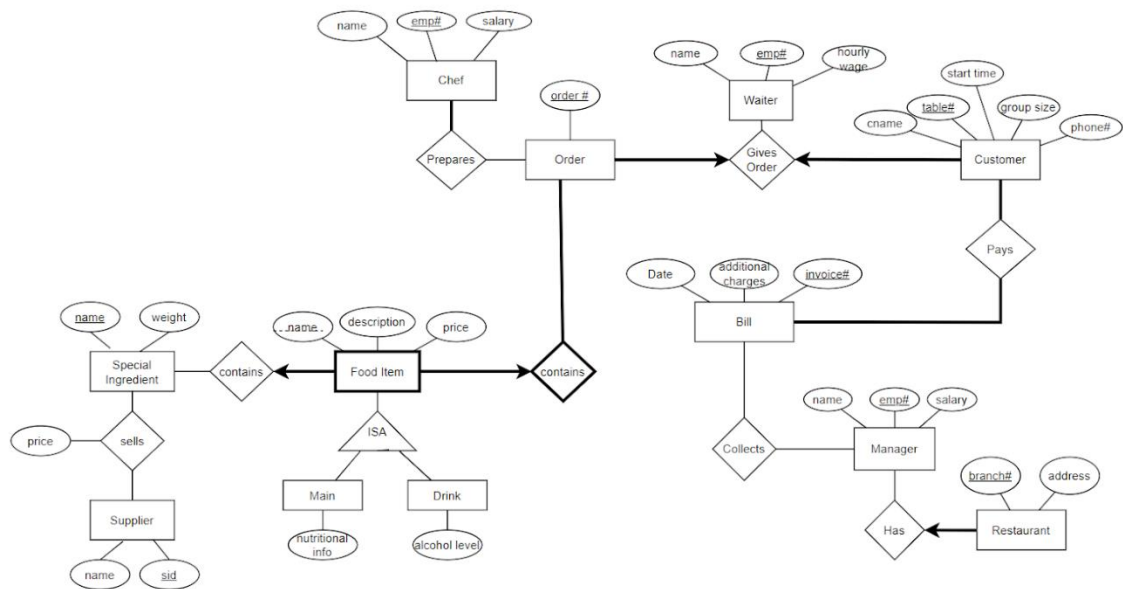 name
emp#
salary
Chef
name
emp#
hourly
wage
Waiter
start time
table#
group size
cname
phone#
Customer
order #
Prepares
Order
Gives
Order
Pays
Date
additional
charges
invoice#
Bill
name
weight
Special
Ingredient
contains
name
description
price
Food Item
contains
price
sells
ISA
name
emp#
salary
Manager
Collects
Main
Drink
branch#
address
Supplier
nutritional
info
alcohol level
Has
Restaurant
name
sid